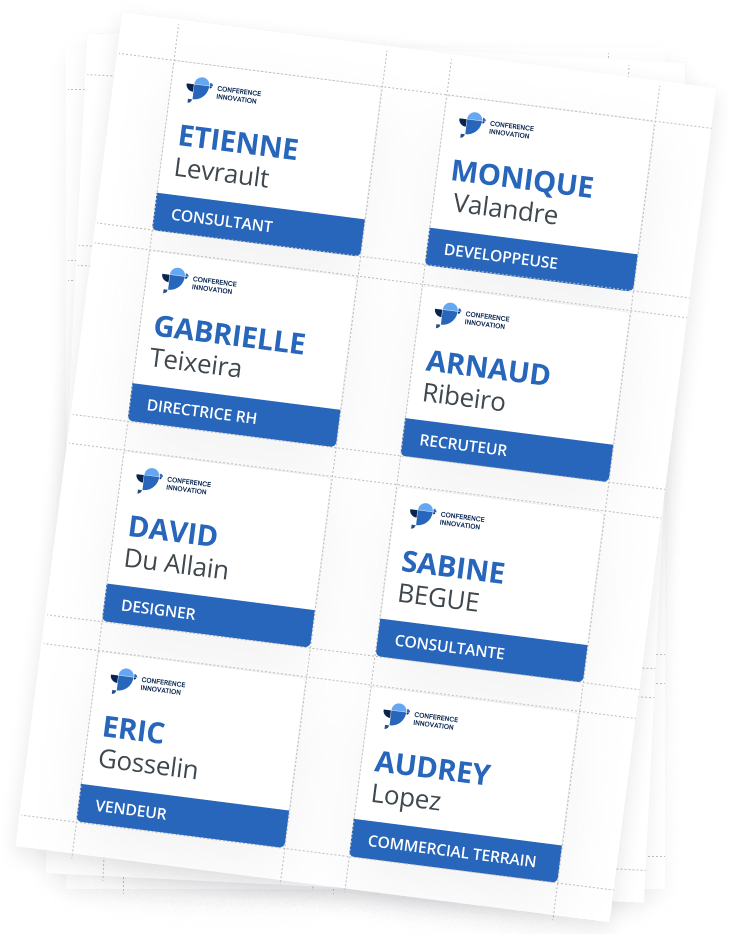 CONFERENCE
INNOVATION
ETIENNE
Levrault
CONSULTANT
CONFERENCE
INNOVATION
MONIQUE
Valandre
DEVELOPPEUSE
CONFERENCE
INNOVATION
GABRIELLE
Teixeira
DIRECTRICE RH
CONFERENCE
INNOVATION
ARNAUD
Ribeiro
RECRUTEUR
CONFERENCE
INNOVATION
DAVID
Du Allain
DESIGNER
CONFERENCE
INNOVATION
SABINE
BEGUE
CONSULTANTE
CONFERENCE
INNOVATION
ERIC
Gosselin
VENDEUR
CONFERENCE
INNOVATION
AUDREY
Lopez
COMMERCIAL TERRAIN